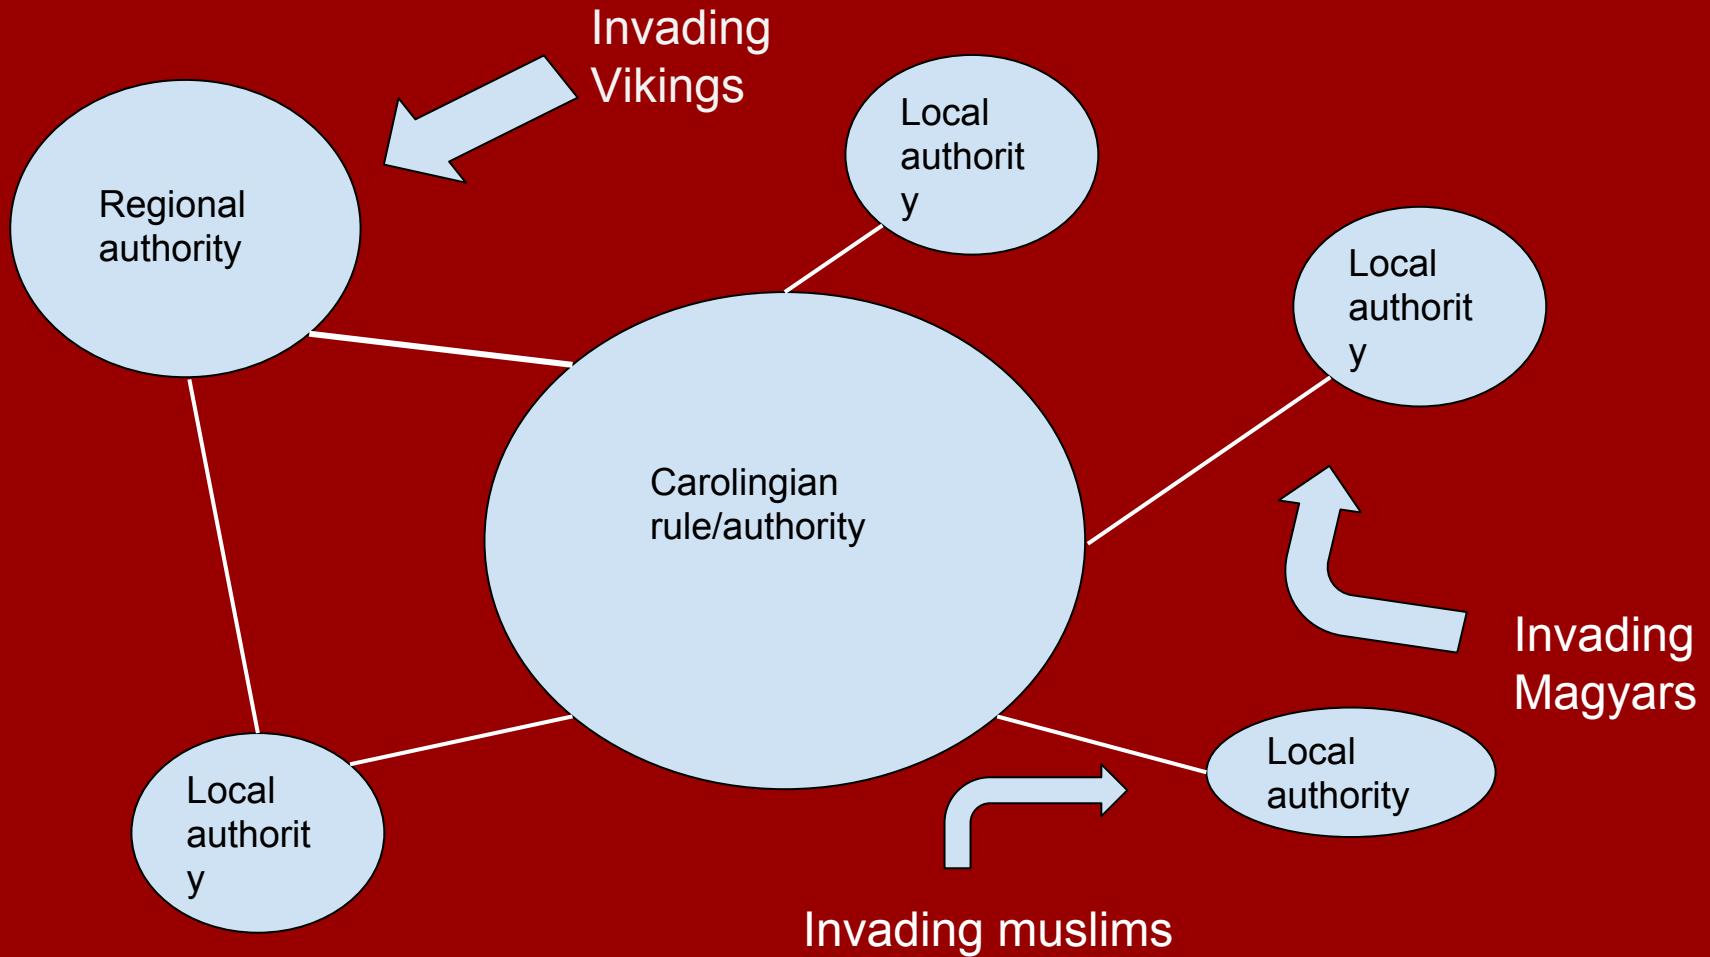 Invading
Vikings
Regional
authority
Local
authorit
y
Local
authorit
y
Carolingian
rule/authority
Invading
Magyars
Local
authorit
y
Local
authority
Invading muslims